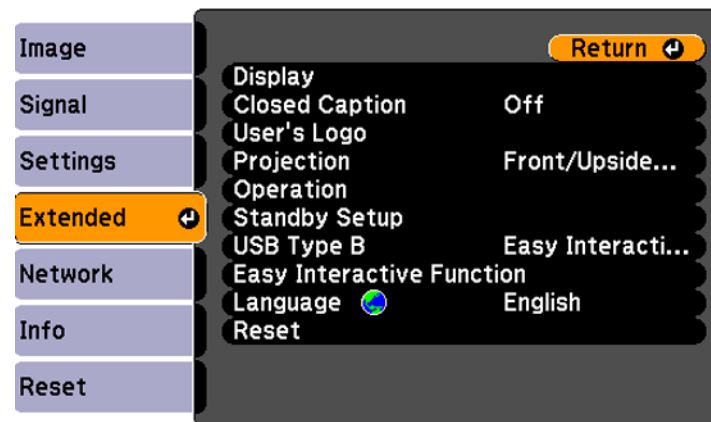 Image
Signal
Settings
Extended
Network
Info
Reset
Return
Display
Closed Caption Off
User's Logo
Projection Front/Upside...
Operation
Standby Setup
USB Type B Easy Interacti...
Easy Interactive Function
Language English
Reset